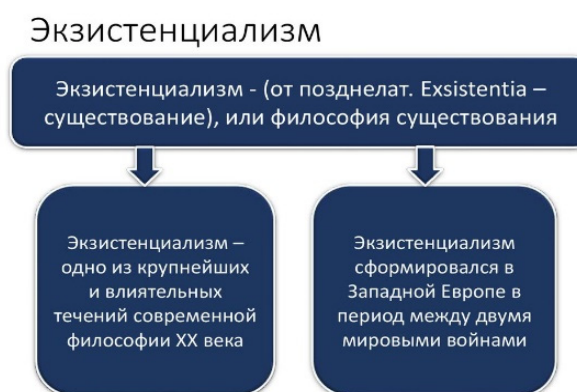 Экзистенциализм
Экзистенциализм - (от позднелат. Exsistentia –
существование), или философия существования
Экзистенциализм –
одно из крупнейших
и влиятельных
течений современной
философии XX века
Экзистенциализм
сформировался в
Западной Европе в
период между двумя
мировыми войнами